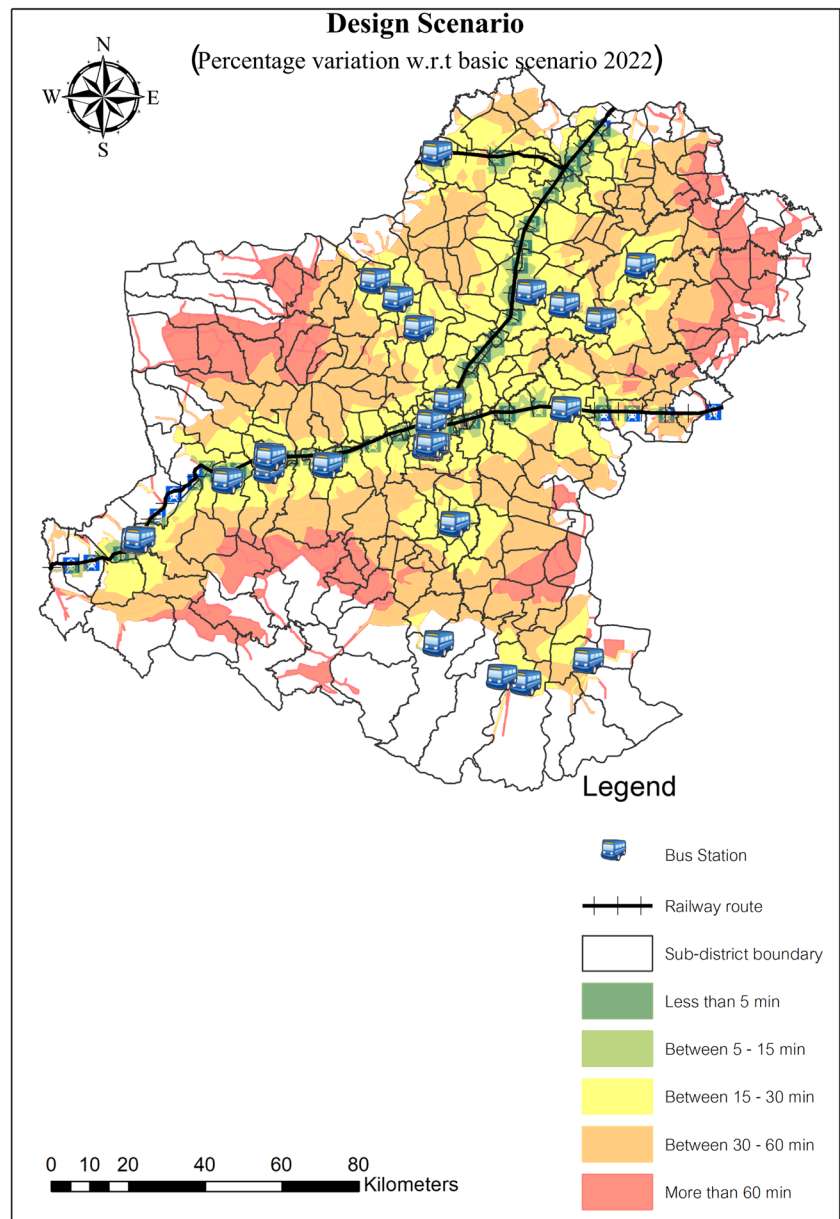 Design Scenario
(Percentage variation w.r.t basic scenario 2022)
N
W
E
S
Legend
Bus Station
Railway route
Sub-district boundary
Less than 5 min
Between 5 - 15 min
Between 15 - 30 min
Between 30 - 60 min
More than 60 min
0 10 20 40 60 80
Kilometers